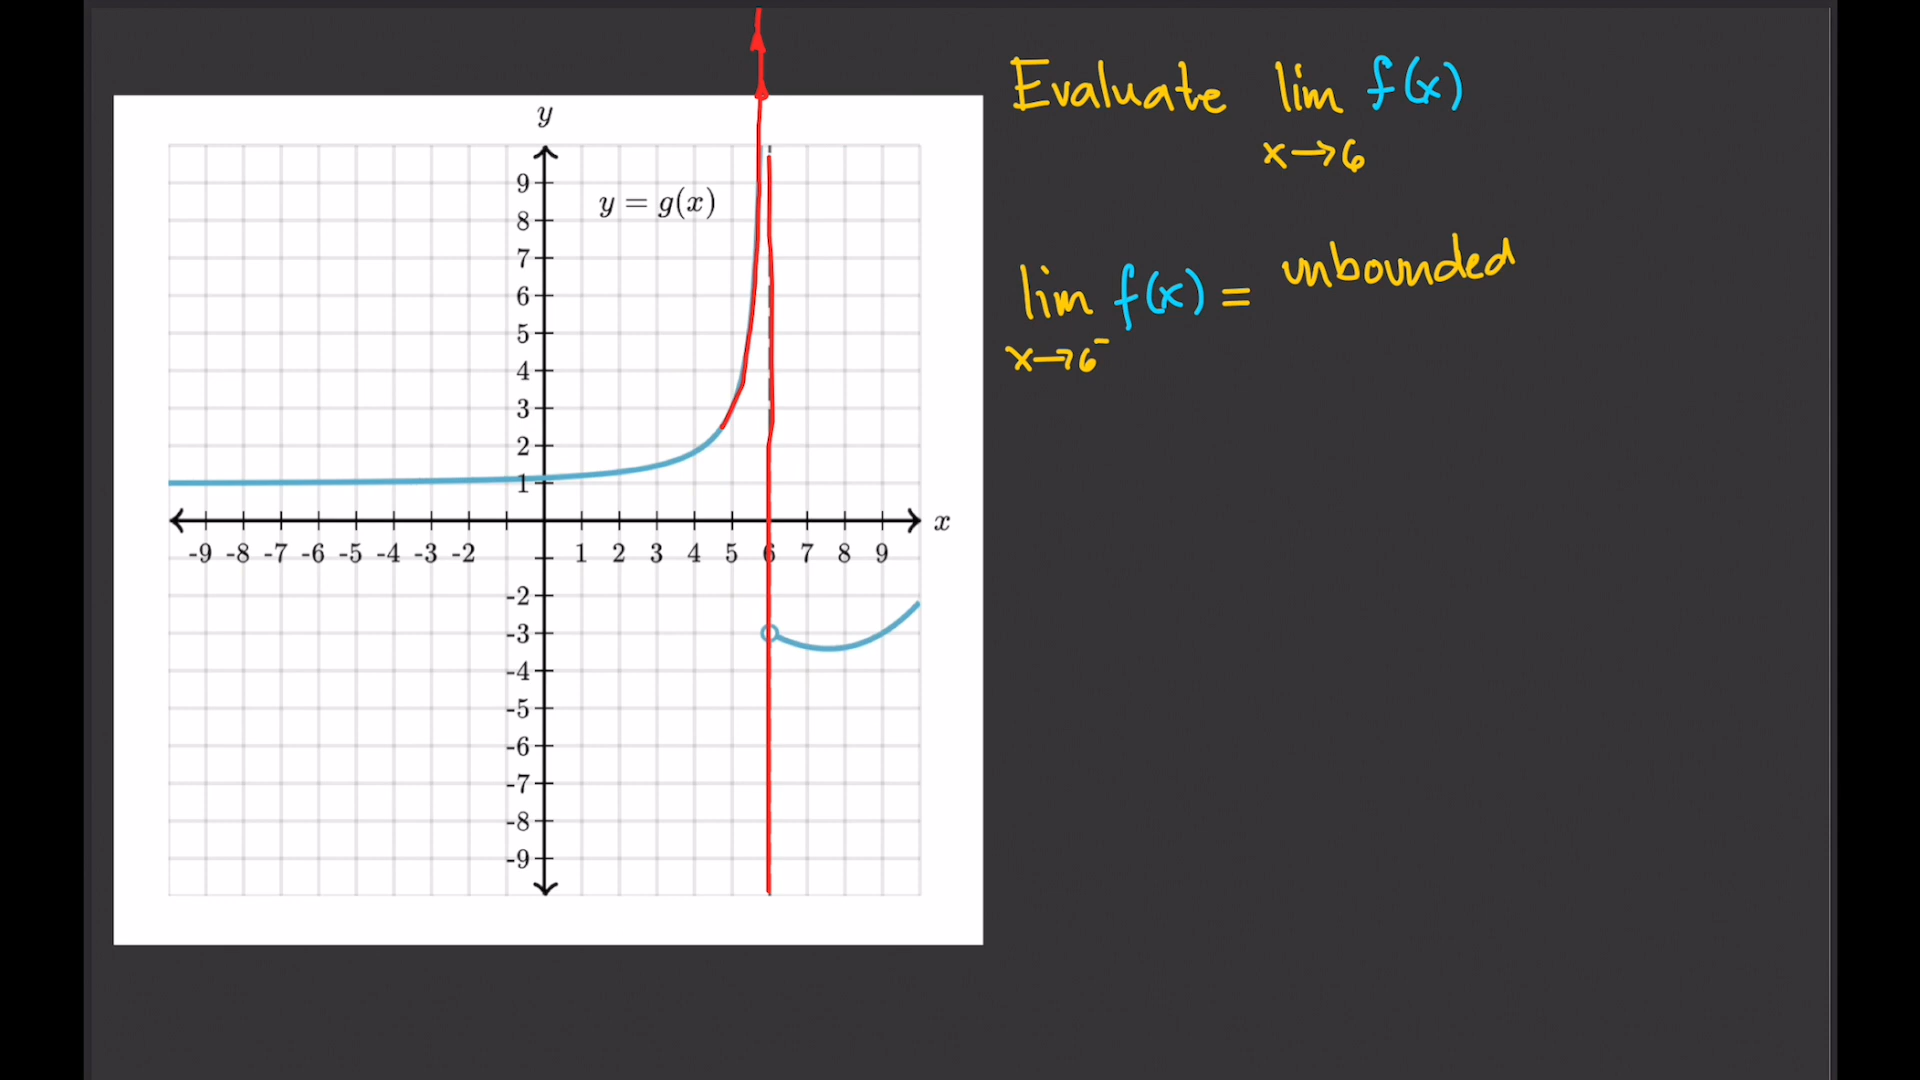 Evaluate lim f(x)
x→6
y
y = g(x)
9
8
7
6
5
4
3
2
1
x
-9 -8 -7 -6 -5 -4 -3 -2 1 2 3 4 5 6 7 8 9
-2
-3
-4
-5
-6
-7
-8
-9
lim f(x) = unbounded
x→6⁻